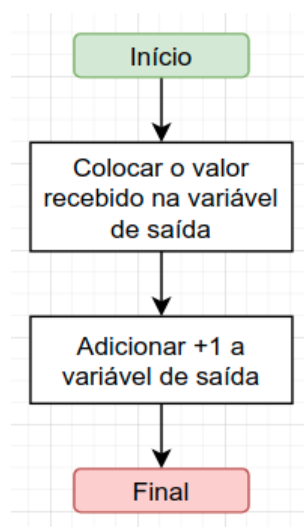 Início
Colocar o valor
recebido na variável
de saída
Adicionar +1 a
variável de saída
Final